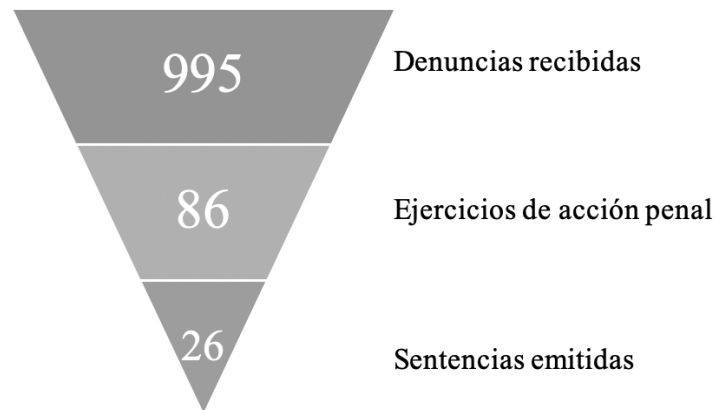 995 Denuncias recibidas
86 Ejercicios de acción penal
26 Sentencias emitidas